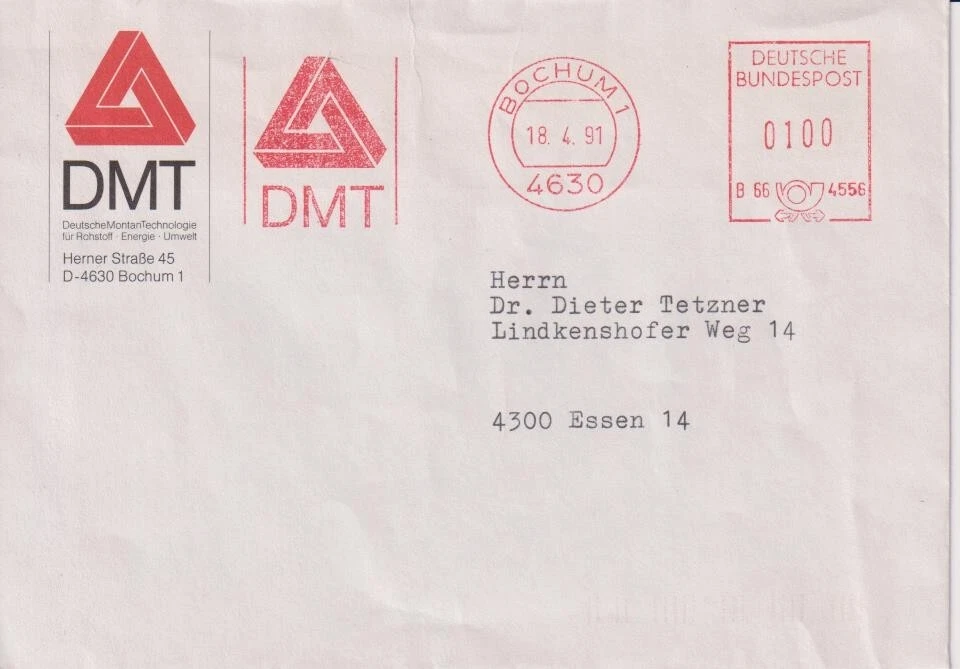 DMT
DeutscheMontanTechnologie
für Rohstoff · Energie · Umwelt
Herner Straße 45
D-4630 Bochum 1
DMT
BOCHUM 1
18. 4. 91
4630
DEUTSCHE
BUNDESPOST
0100
B 66 4556
Herrn
Dr. Dieter Tetzner
Lindkenshofer Weg 14
4300 Essen 14